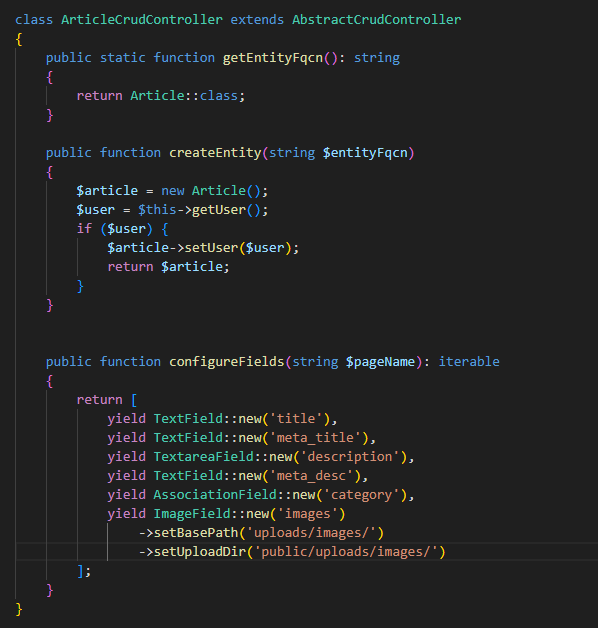 class ArticleCrudController extends AbstractCrudController
{
    public static function getEntityFqcn(): string
    {
        return Article::class;
    }

    public function createEntity(string $entityFqcn)
    {
        $article = new Article();
        $user = $this->getUser();
        if ($user) {
            $article->setUser($user);
            return $article;
        }
    }


    public function configureFields(string $pageName): iterable
    {
        return [
            yield TextField::new('title'),
            yield TextField::new('meta_title'),
            yield TextareaField::new('description'),
            yield TextField::new('meta_desc'),
            yield AssociationField::new('category'),
            yield ImageField::new('images')
                ->setBasePath('uploads/images/')
                ->setUploadDir('public/uploads/images/')
        ];
    }
}